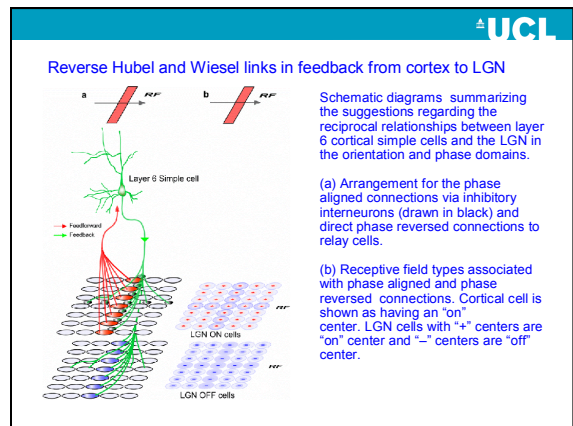 UCL
Reverse Hubel and Wiesel links in feedback from cortex to LGN
a
RF
b
RF
Layer 6 Simple cell
Feedforward
Feedback
RF
LGN ON cells
RF
LGN OFF cells
Schematic diagrams summarizing
the suggestions regarding the
reciprocal relationships between layer
6 cortical simple cells and the LGN in
the orientation and phase domains.
(a) Arrangement for the phase
aligned connections via inhibitory
interneurons (drawn in black) and
direct phase reversed connections to
relay cells.
(b) Receptive field types associated
with phase aligned and phase
reversed connections. Cortical cell is
shown as having an “on”
center. LGN cells with “+” centers are
“on” center and “–” centers are “off”
center.